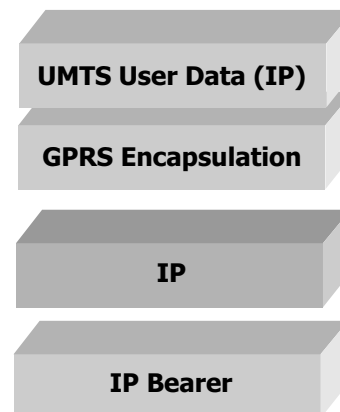 UMTS User Data (IP)
GPRS Encapsulation
IP
IP Bearer